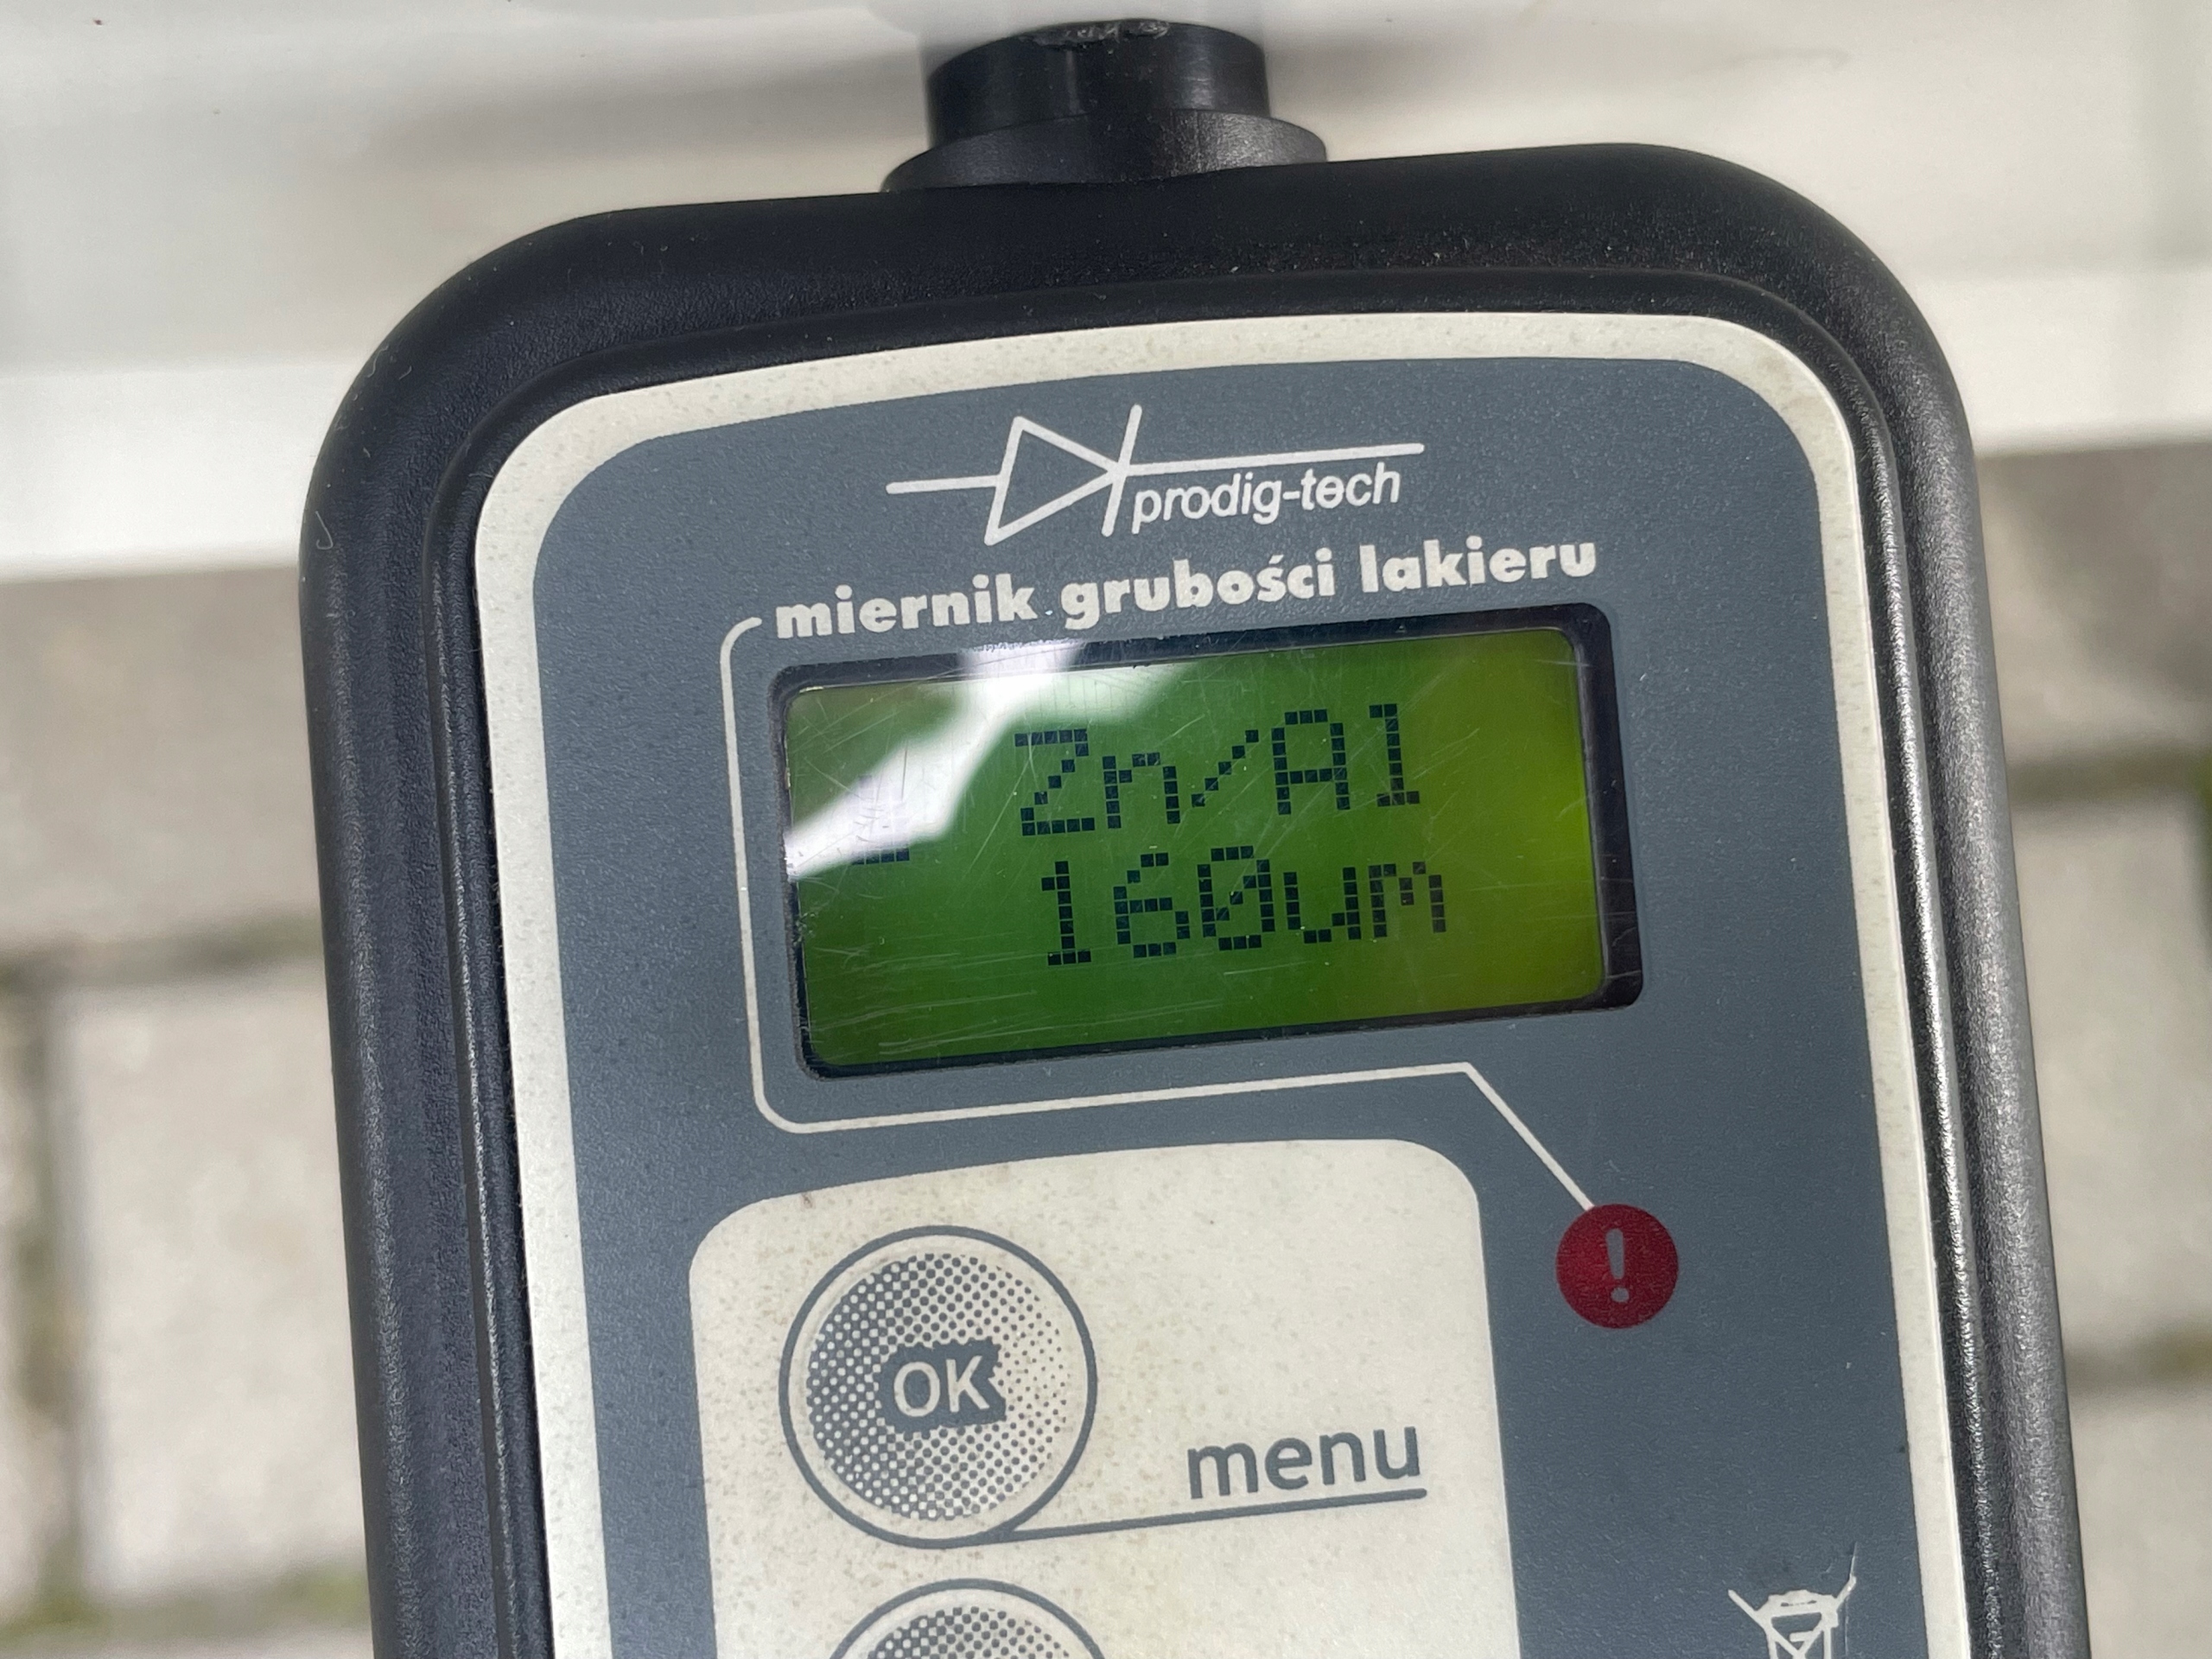 prodig-tech
miernik grubości lakieru
Zn/Al
= 160um
OK
menu
!